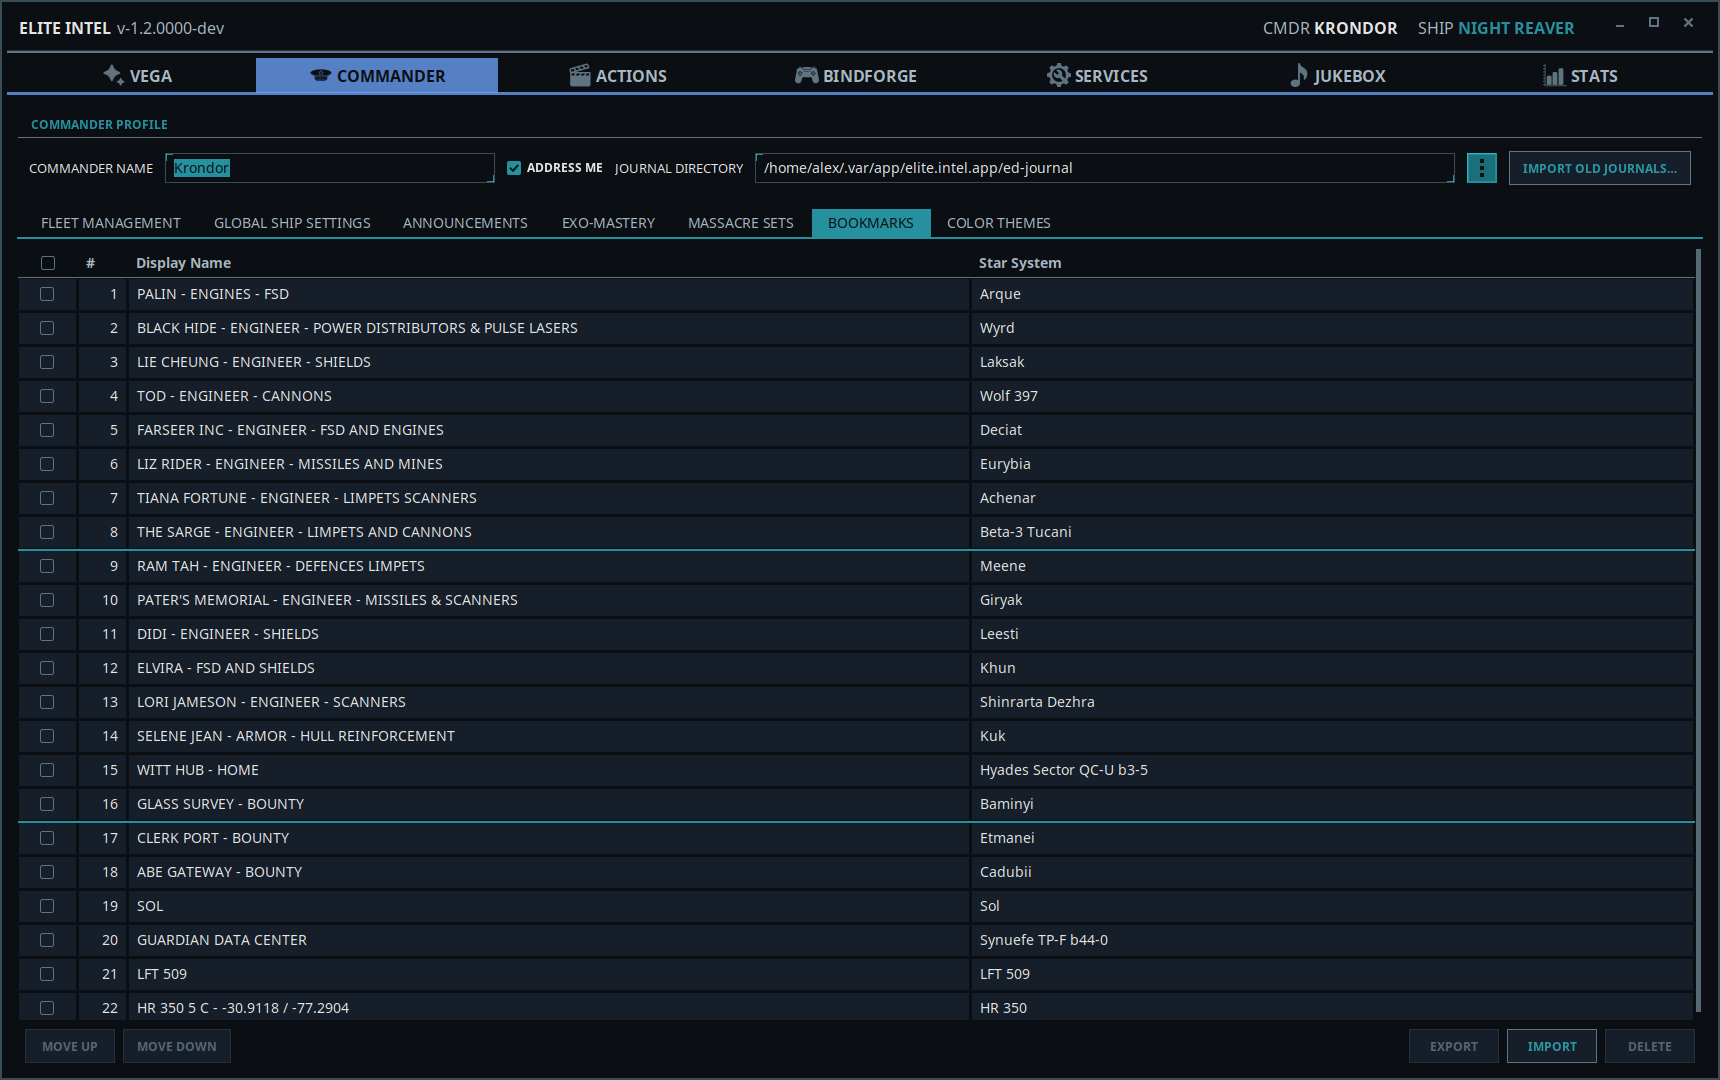 ELITE INTEL v-1.2.0000-dev CMDR KRONDOR SHIP NIGHT REAVER
VEGA COMMANDER ACTIONS BINDFORGE SERVICES JUKEBOX STATS
COMMANDER PROFILE
COMMANDER NAME Krondor ADDRESS ME JOURNAL DIRECTORY /home/alex/.var/app/elite.intel.app/ed-journal IMPORT OLD JOURNALS...
FLEET MANAGEMENT GLOBAL SHIP SETTINGS ANNOUNCEMENTS EXO-MASTERY MASSACRE SETS BOOKMARKS COLOR THEMES
# Display Name Star System
1 PALIN - ENGINES - FSD Arque
2 BLACK HIDE - ENGINEER - POWER DISTRIBUTORS & PULSE LASERS Wyrd
3 LIE CHEUNG - ENGINEER - SHIELDS Laksak
4 TOD - ENGINEER - CANNONS Wolf 397
5 FARSEER INC - ENGINEER - FSD AND ENGINES Deciat
6 LIZ RIDER - ENGINEER - MISSILES AND MINES Eurybia
7 TIANA FORTUNE - ENGINEER - LIMPETS SCANNERS Achenar
8 THE SARGE - ENGINEER - LIMPETS AND CANNONS Beta-3 Tucani
9 RAM TAH - ENGINEER - DEFENCES LIMPETS Meene
10 PATER'S MEMORIAL - ENGINEER - MISSILES & SCANNERS Giryak
11 DIDI - ENGINEER - SHIELDS Leesti
12 ELVIRA - FSD AND SHIELDS Khun
13 LORI JAMESON - ENGINEER - SCANNERS Shinrarta Dezhra
14 SELENE JEAN - ARMOR - HULL REINFORCEMENT Kuk
15 WITT HUB - HOME Hyades Sector QC-U b3-5
16 GLASS SURVEY - BOUNTY Baminyi
17 CLERK PORT - BOUNTY Etmanei
18 ABE GATEWAY - BOUNTY Cadubii
19 SOL Sol
20 GUARDIAN DATA CENTER Synuefe TP-F b44-0
21 LFT 509 LFT 509
22 HR 350 5 C - -30.9118 / -77.2904 HR 350
MOVE UP MOVE DOWN EXPORT IMPORT DELETE